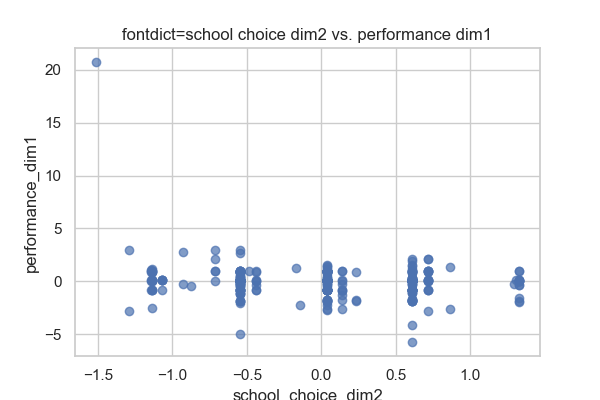 fontdict=school choice dim2 vs. performance dim1
20
15
10
5
0
−5
performance_dim1
−1.5 −1.0 −0.5 0.0 0.5 1.0
school_choice_dim2